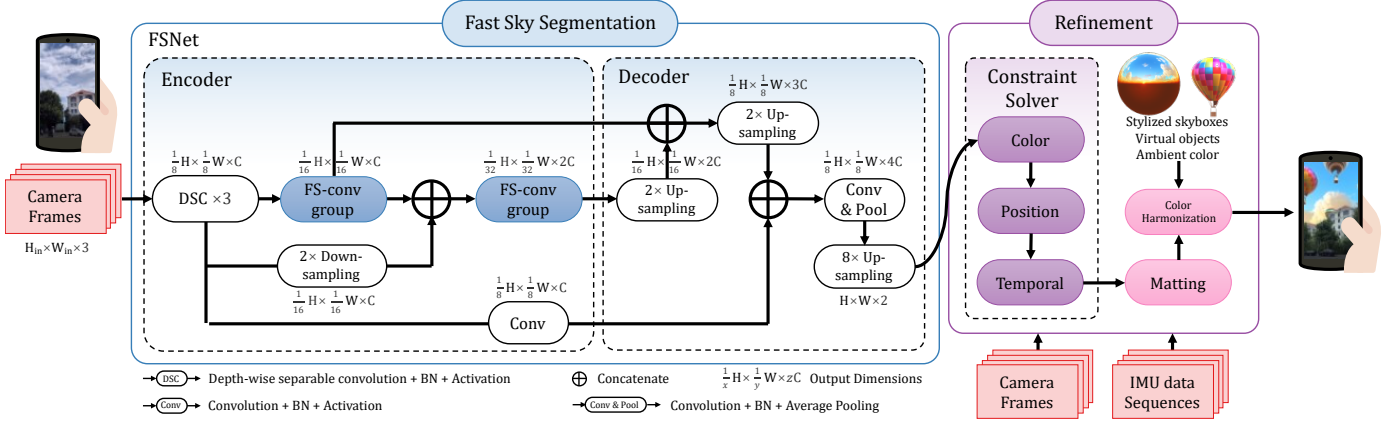 Fast Sky Segmentation
Refinement
FSNet
Encoder
Decoder
Constraint
Solver
Camera
Frames
H_in×W_in×3
1/8 H× 1/8 W×C
DSC ×3
1/16 H× 1/16 W×C
FS-conv
group
2× Down-
sampling
1/16 H× 1/16 W×C
1/32 H× 1/32 W×2C
FS-conv
group
1/8 H× 1/8 W×C
Conv
1/16 H× 1/16 W×2C
2× Up-
sampling
1/8 H× 1/8 W×3C
2× Up-
sampling
1/8 H× 1/8 W×4C
Conv
& Pool
8× Up-
sampling
H×W×2
Color
Position
Temporal
Stylized skyboxes
Virtual objects
Ambient color
Color
Harmonization
Matting
Camera
Frames
IMU data
Sequences
DSC Depth-wise separable convolution + BN + Activation
Concatenate
1/x H× 1/y W×zC Output Dimensions
Conv Convolution + BN + Activation
Conv & Pool Convolution + BN + Average Pooling